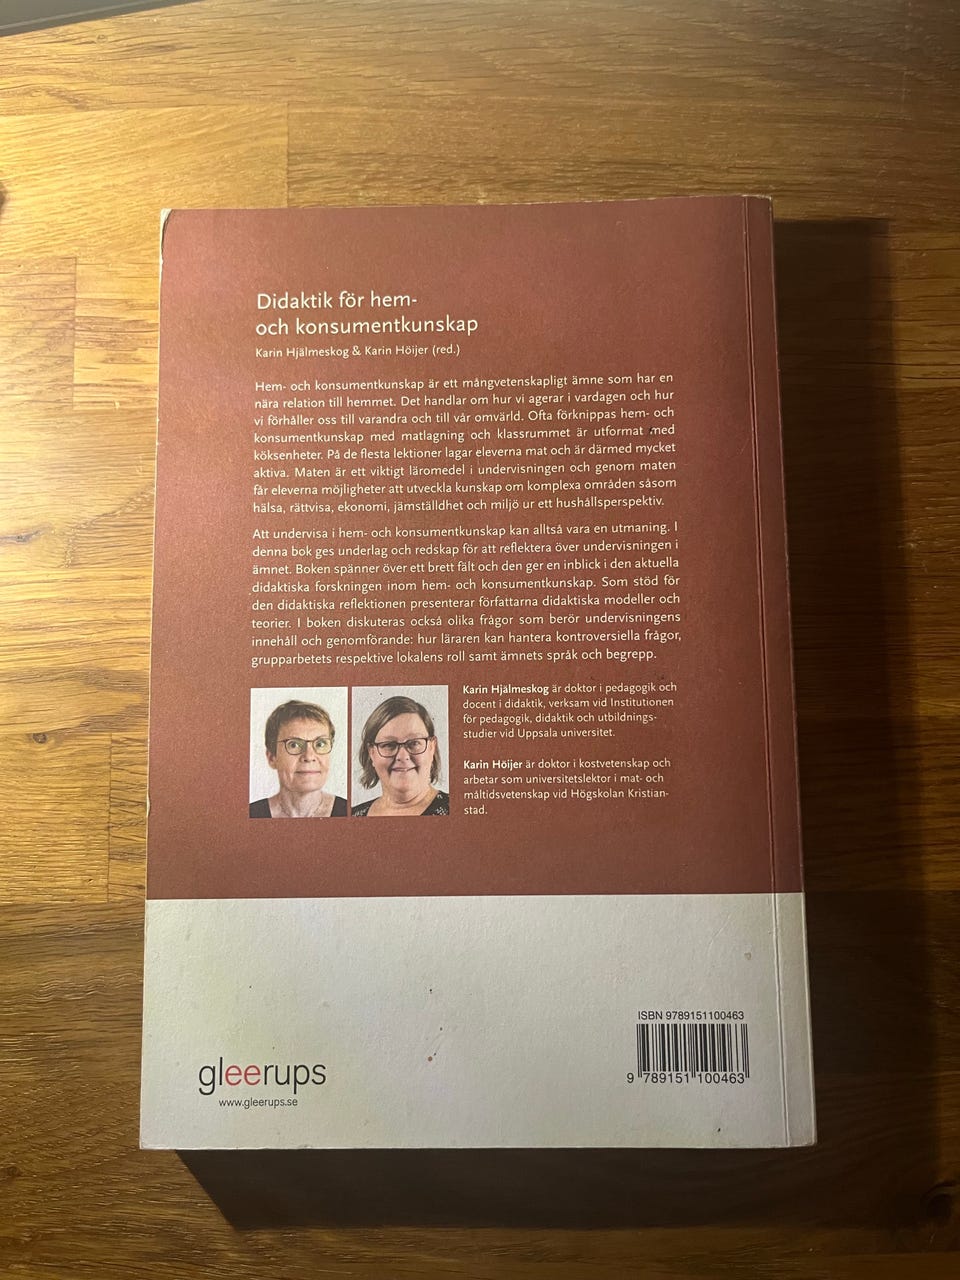 Didaktik för hem-
och konsumentkunskap
Karin Hjälmeskog & Karin Höijer (red.)
Hem- och konsumentkunskap är ett mångvetenskapligt ämne som har en
nära relation till hemmet. Det handlar om hur vi agerar i vardagen och hur
vi förhåller oss till varandra och till vår omvärld. Ofta förknippas hem- och
konsumentkunskap med matlagning och klassrummet är utformat med
köksenheter. På de flesta lektioner lagar eleverna mat och är därmed mycket
aktiva. Maten är ett viktigt läromedel i undervisningen och genom maten
får eleverna möjligheter att utveckla kunskap om komplexa områden såsom
hälsa, rättvisa, ekonomi, jämställdhet och miljö ur ett hushållsperspektiv.
Att undervisa i hem- och konsumentkunskap kan alltså vara en utmaning. I
denna bok ges underlag och redskap för att reflektera över undervisningen i
ämnet. Boken spänner över ett brett fält och den ger en inblick i den aktuella
didaktiska forskningen inom hem- och konsumentkunskap. Som stöd för
den didaktiska reflektionen presenterar författarna didaktiska modeller och
teorier. I boken diskuteras också olika frågor som berör undervisningens
innehåll och genomförande: hur läraren kan hantera kontroversiella frågor,
grupparbetets respektive lokalens roll samt ämnets språk och begrepp.
Karin Hjälmeskog är doktor i pedagogik och
docent i didaktik, verksam vid Institutionen
för pedagogik, didaktik och utbildnings-
studier vid Uppsala universitet.
Karin Höijer är doktor i kostvetenskap och
arbetar som universitetslektor i mat- och
måltidsvetenskap vid Högskolan Kristian-
stad.
ISBN 9789151100463
9 789151 100463
gleerups
www.gleerups.se